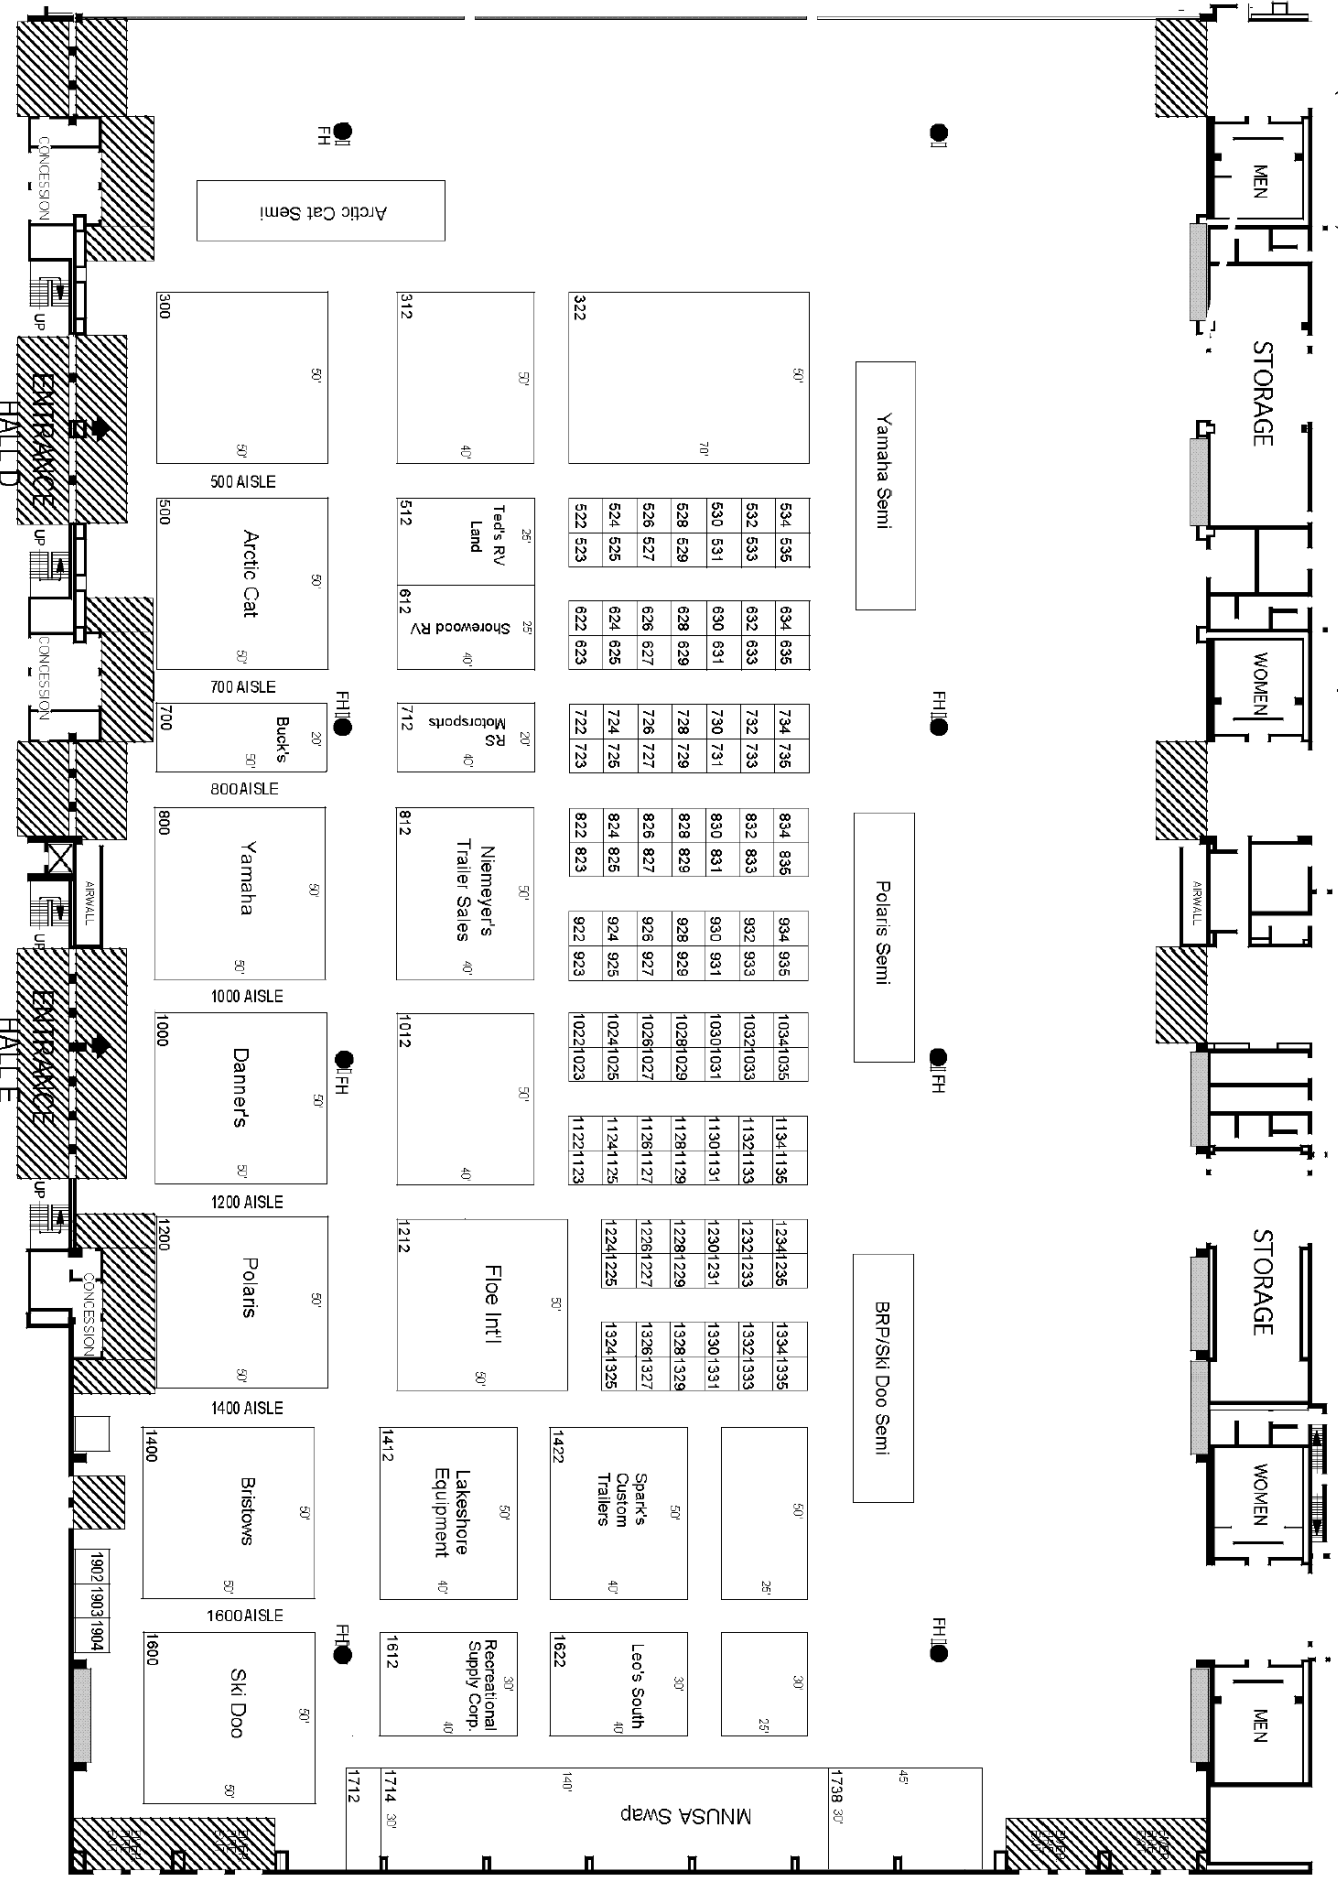 FH
CONCESSION
MEN
Arctic Cat Semi
UP
300
50'
50'
312
50'
40'
322
50'
70'
STORAGE
ENTRANCE
HALL D
Yamaha Semi
500 AISLE
500
Arctic Cat
50'
50'
512
Ted's RV
Land
25'
612
Shorewood RV
25'
40'
522 523
524 525
526 527
528 529
530 531
532 533
534 535
UP
622 623
624 625
626 627
628 629
630 631
632 633
634 635
CONCESSION
WOMEN
700 AISLE
FH
FH
700
Buck's
20'
50'
712
RS
Motorsports
20'
40'
722 723
724 725
726 727
728 729
730 731
732 733
734 735
800 AISLE
800
Yamaha
50'
50'
812
Niemeyer's
Trailer Sales
50'
40'
822 823
824 825
826 827
828 829
830 831
832 833
834 835
Polaris Semi
AIRWALL
AIRWALL
UP
922 923
924 925
926 927
928 929
930 931
932 933
934 935
1000 AISLE
ENTRANCE
HALL E
1000
Danner's
50'
50'
1012
50'
40'
1022 1023
1024 1025
1026 1027
1028 1029
1030 1031
1032 1033
1034 1035
FH
FH
1122 1123
1124 1125
1126 1127
1128 1129
1130 1131
1132 1133
1134 1135
UP
1200 AISLE
1200
Polaris
50'
50'
1212
Floe Int'l
50'
50'
1224 1225
1226 1227
1228 1229
1230 1231
1232 1233
1234 1235
STORAGE
CONCESSION
BRP/Ski Doo Semi
1324 1325
1326 1327
1328 1329
1330 1331
1332 1333
1334 1335
1400 AISLE
1400
Bristows
50'
50'
1412
Lakeshore
Equipment
50'
40'
1422
Spark's
Custom
Trailers
50'
40'
50'
25'
WOMEN
1902 1903 1904
1600 AISLE
FH
FH
1600
Ski Doo
50'
50'
1612
Recreational
Supply Corp.
30'
40'
1622
Leo's South
30'
40'
30'
25'
MEN
1712
1714
30'
140'
MNUSA Swap
1738
30'
45'